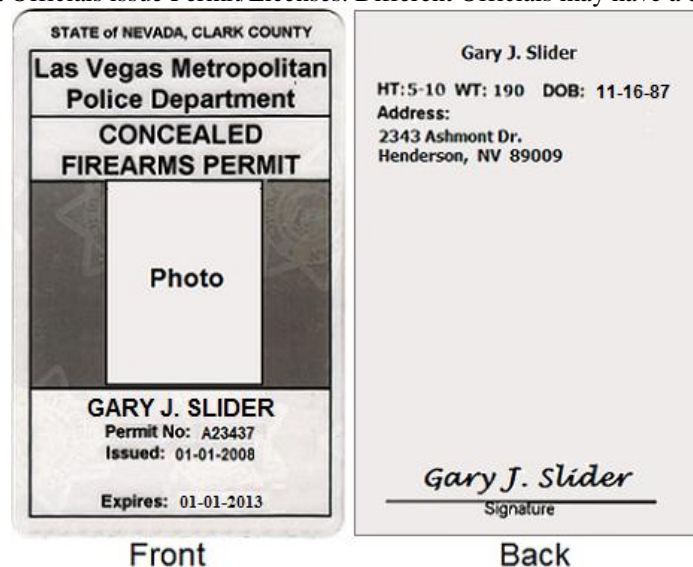 Officials Issue Permit/Licenses. Different Officials may have a
STATE of NEVADA, CLARK COUNTY
Las Vegas Metropolitan
Police Department
CONCEALED
FIREARMS PERMIT
Photo
GARY J. SLIDER
Permit No: A23437
Issued: 01-01-2008
Expires: 01-01-2013
Front
Gary J. Slider
HT:5-10 WT: 190 DOB: 11-16-87
Address:
2343 Ashmont Dr.
Henderson, NV 89009
Gary J. Slider
Signature
Back